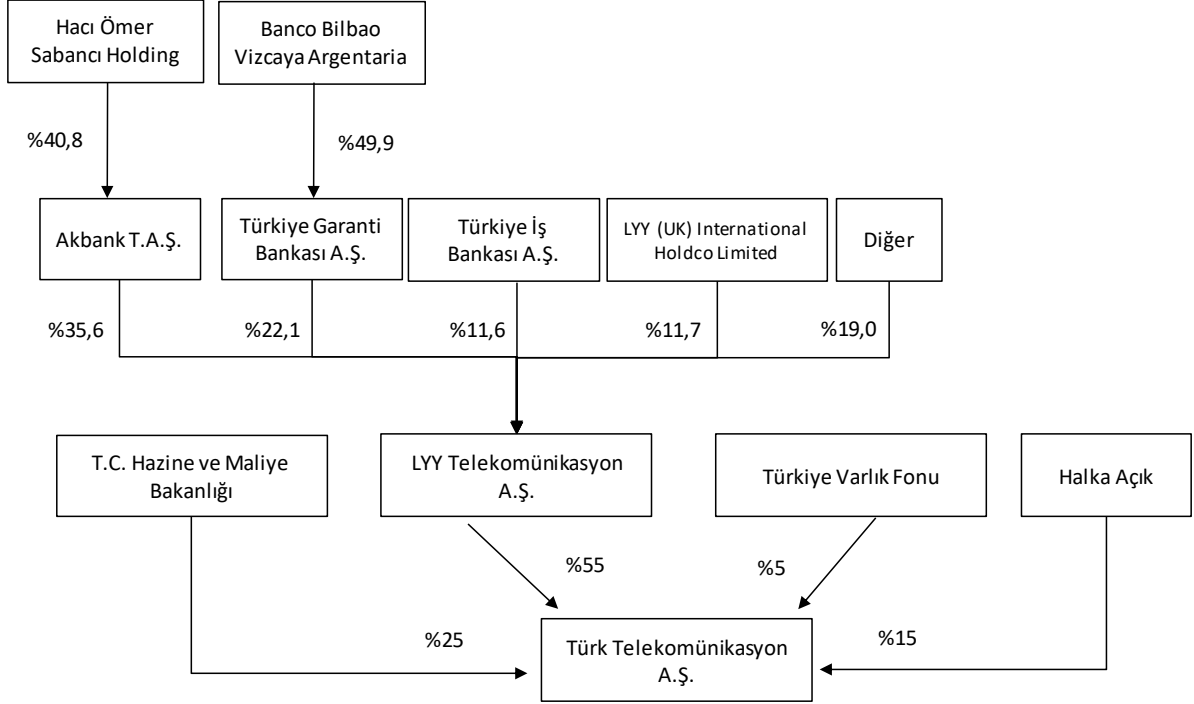 Hacı Ömer
Sabancı Holding
Banco Bilbao
Vizcaya Argentaria
%40,8
%49,9
Akbank T.A.Ş.
Türkiye Garanti
Bankası A.Ş.
Türkiye İş
Bankası A.Ş.
LYY (UK) International
Holdco Limited
Diğer
%35,6
%22,1
%11,6
%11,7
%19,0
T.C. Hazine ve Maliye
Bakanlığı
LYY Telekomünikasyon
A.Ş.
Türkiye Varlık Fonu
Halka Açık
%55
%5
%25
%15
Türk Telekomünikasyon
A.Ş.